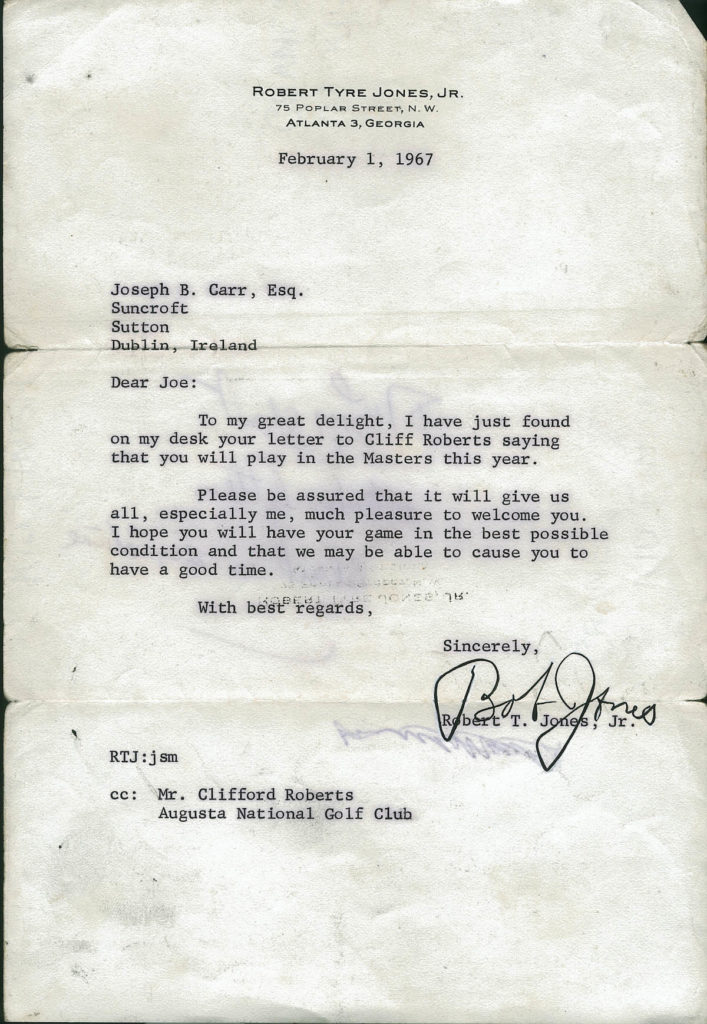 ROBERT TYRE JONES, JR.
75 POPLAR STREET, N. W.
ATLANTA 3, GEORGIA
February 1, 1967
Joseph B. Carr, Esq.
Suncroft
Sutton
Dublin, Ireland
Dear Joe:
To my great delight, I have just found
on my desk your letter to Cliff Roberts saying
that you will play in the Masters this year.
Please be assured that it will give us
all, especially me, much pleasure to welcome you.
I hope you will have your game in the best possible
condition and that we may be able to cause you to
have a good time.
With best regards,
Sincerely,
Bob Jones
Robert T. Jones, Jr.
RTJ:jsm
cc: Mr. Clifford Roberts
Augusta National Golf Club